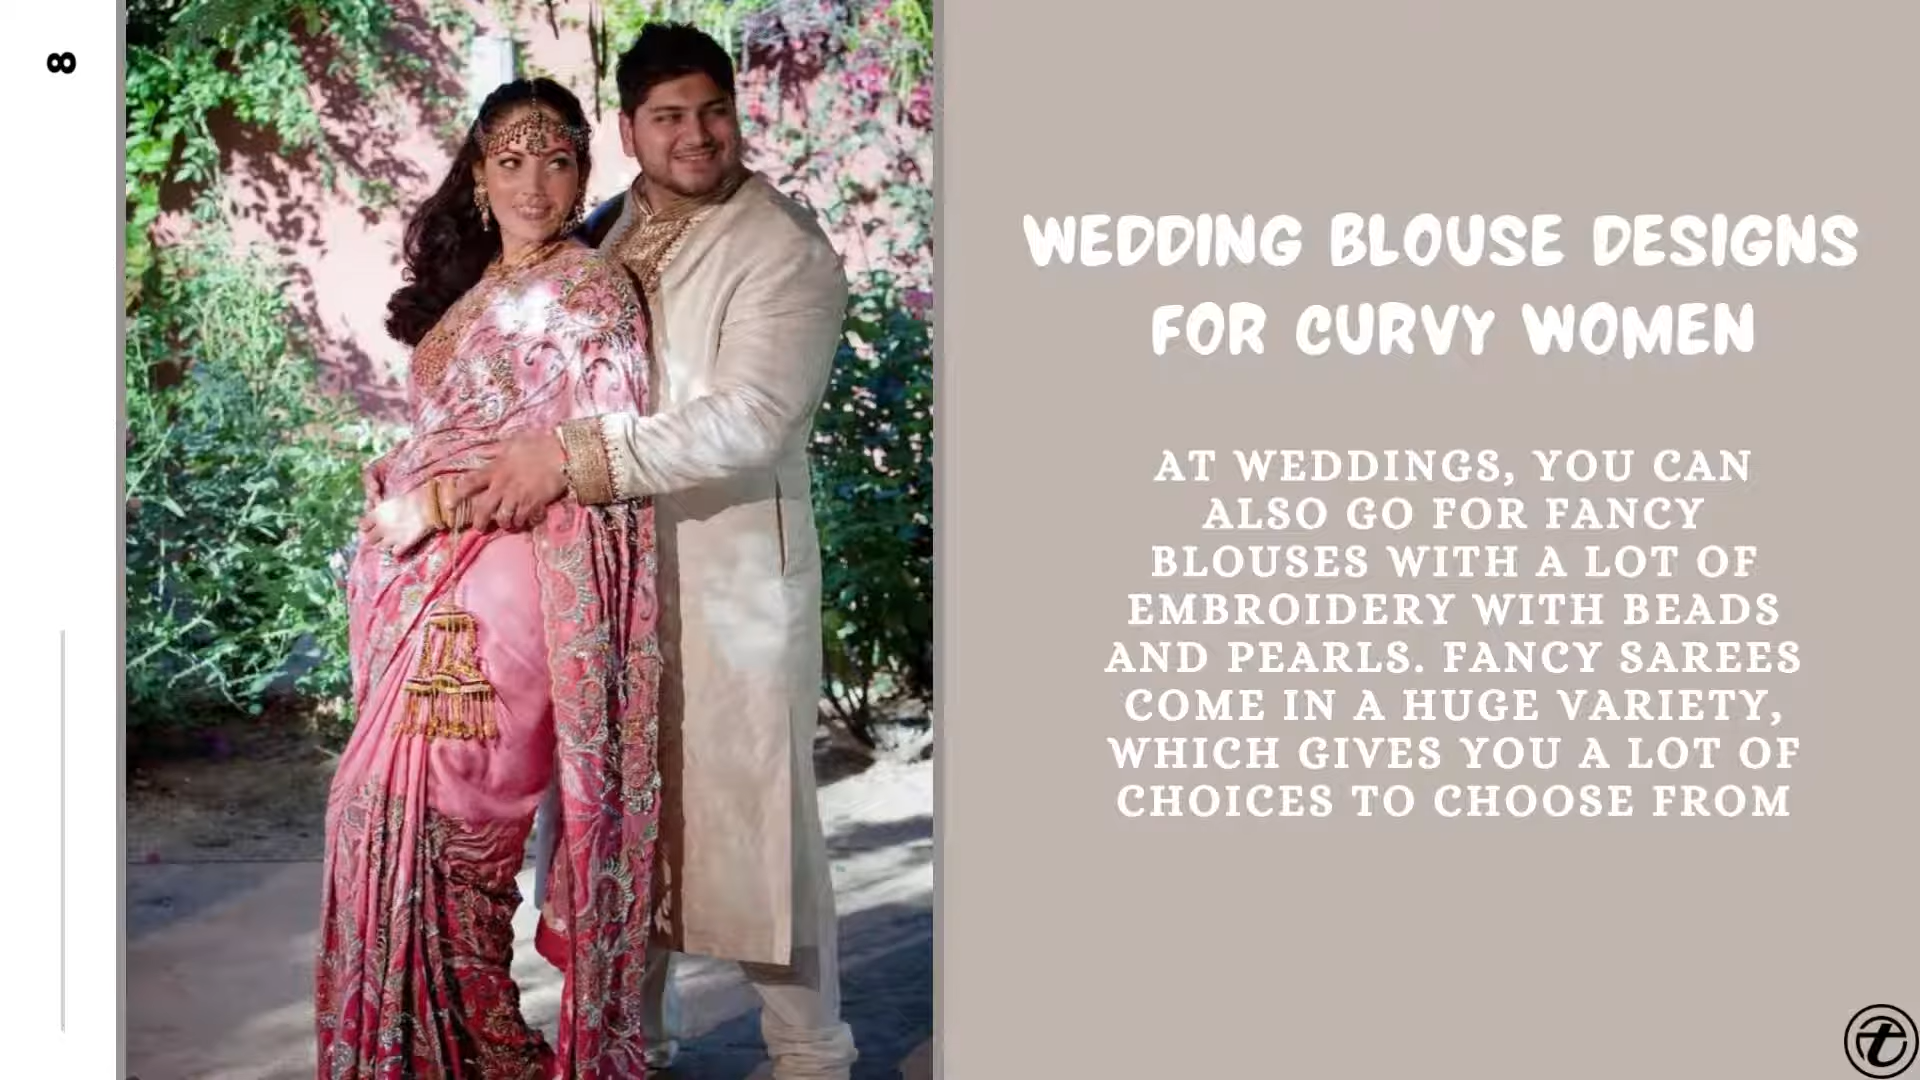 8
WEDDING BLOUSE DESIGNS
FOR CURVY WOMEN
AT WEDDINGS, YOU CAN
ALSO GO FOR FANCY
BLOUSES WITH A LOT OF
EMBROIDERY WITH BEADS
AND PEARLS. FANCY SAREES
COME IN A HUGE VARIETY,
WHICH GIVES YOU A LOT OF
CHOICES TO CHOOSE FROM
t